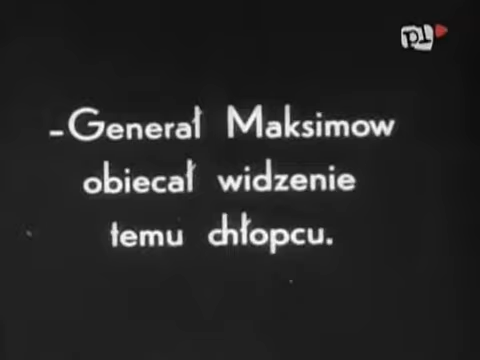 -Generał Maksimow
obiecał widzenie
temu chłopcu.